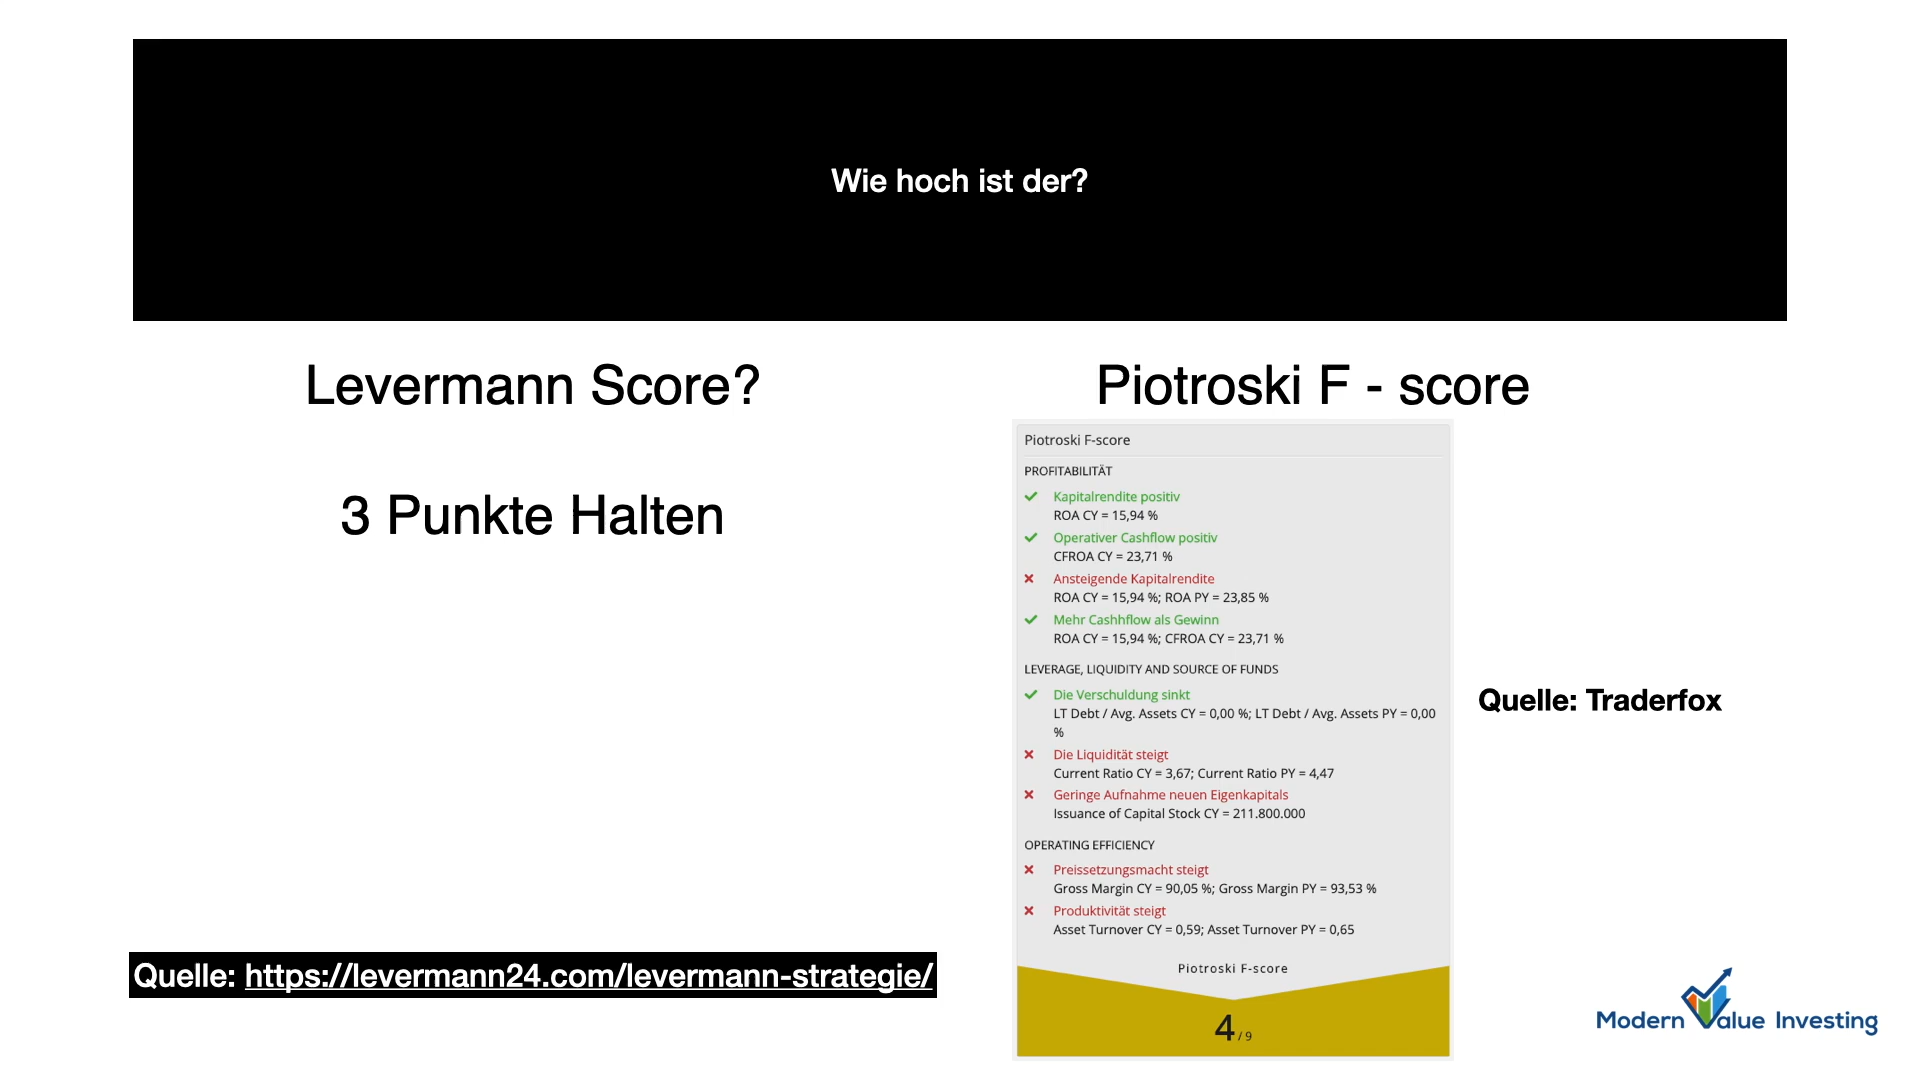 Wie hoch ist der?
Levermann Score?
3 Punkte Halten
Quelle: https://levermann24.com/levermann-strategie/
Piotroski F - score
Piotroski F-score
PROFITABILITÄT
Kapitalrendite positiv
ROA CY = 15,94 %
Operativer Cashflow positiv
CFROA CY = 23,71 %
Ansteigende Kapitalrendite
ROA CY = 15,94 %; ROA PY = 23,85 %
Mehr Cashhflow als Gewinn
ROA CY = 15,94 %; CFROA CY = 23,71 %
LEVERAGE, LIQUIDITY AND SOURCE OF FUNDS
Die Verschuldung sinkt
LT Debt / Avg. Assets CY = 0,00 %; LT Debt / Avg. Assets PY = 0,00
%
Die Liquidität steigt
Current Ratio CY = 3,67; Current Ratio PY = 4,47
Geringe Aufnahme neuen Eigenkapitals
Issuance of Capital Stock CY = 211.800.000
OPERATING EFFICIENCY
Preissetzungsmacht steigt
Gross Margin CY = 90,05 %; Gross Margin PY = 93,53 %
Produktivität steigt
Asset Turnover CY = 0,59; Asset Turnover PY = 0,65
Piotroski F-score
4 / 9
Quelle: Traderfox
Modern Value Investing